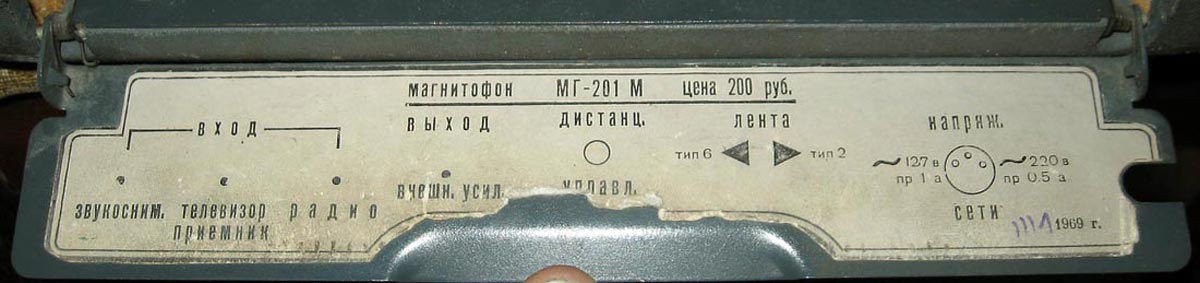 магнитофон МГ-201 М цена 200 руб.
ВХОД ВЫХОД ДИСТАНЦ. ЛЕНТА НАПРЯЖ.
тип 6 тип 2 ~127 в ~220 в
пр 1 а пр 0.5 а
внешн. усил. управл.
звукосним. телевизор радио сети
приемник 1969 г.